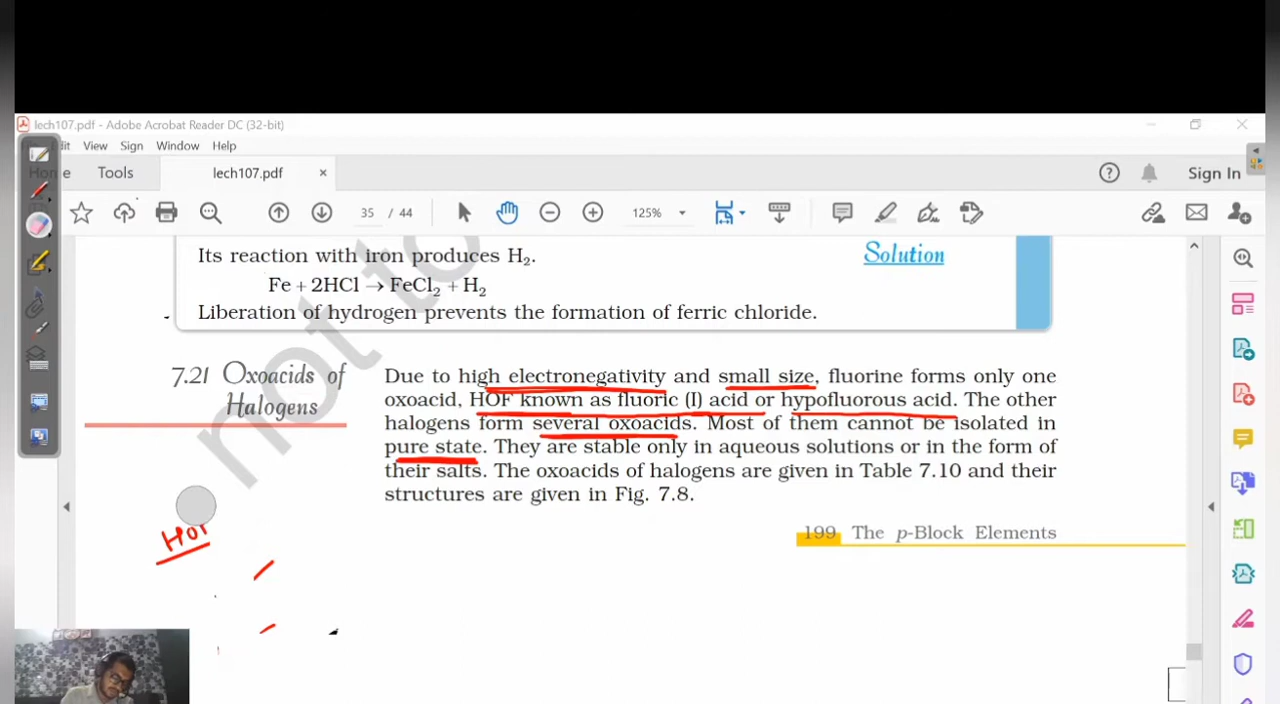 lech107.pdf - Adobe Acrobat Reader DC (32-bit)
View Sign Window Help
Tools lech107.pdf × Sign In
35 / 44 125%
Its reaction with iron produces H₂. Solution
Fe + 2HCl → FeCl₂ + H₂
Liberation of hydrogen prevents the formation of ferric chloride.
not to
7.21 Oxoacids of
Halogens
Due to high electronegativity and small size, fluorine forms only one
oxoacid, HOF known as fluoric (I) acid or hypofluorous acid. The other
halogens form several oxoacids. Most of them cannot be isolated in
pure state. They are stable only in aqueous solutions or in the form of
their salts. The oxoacids of halogens are given in Table 7.10 and their
structures are given in Fig. 7.8.
199 The p-Block Elements